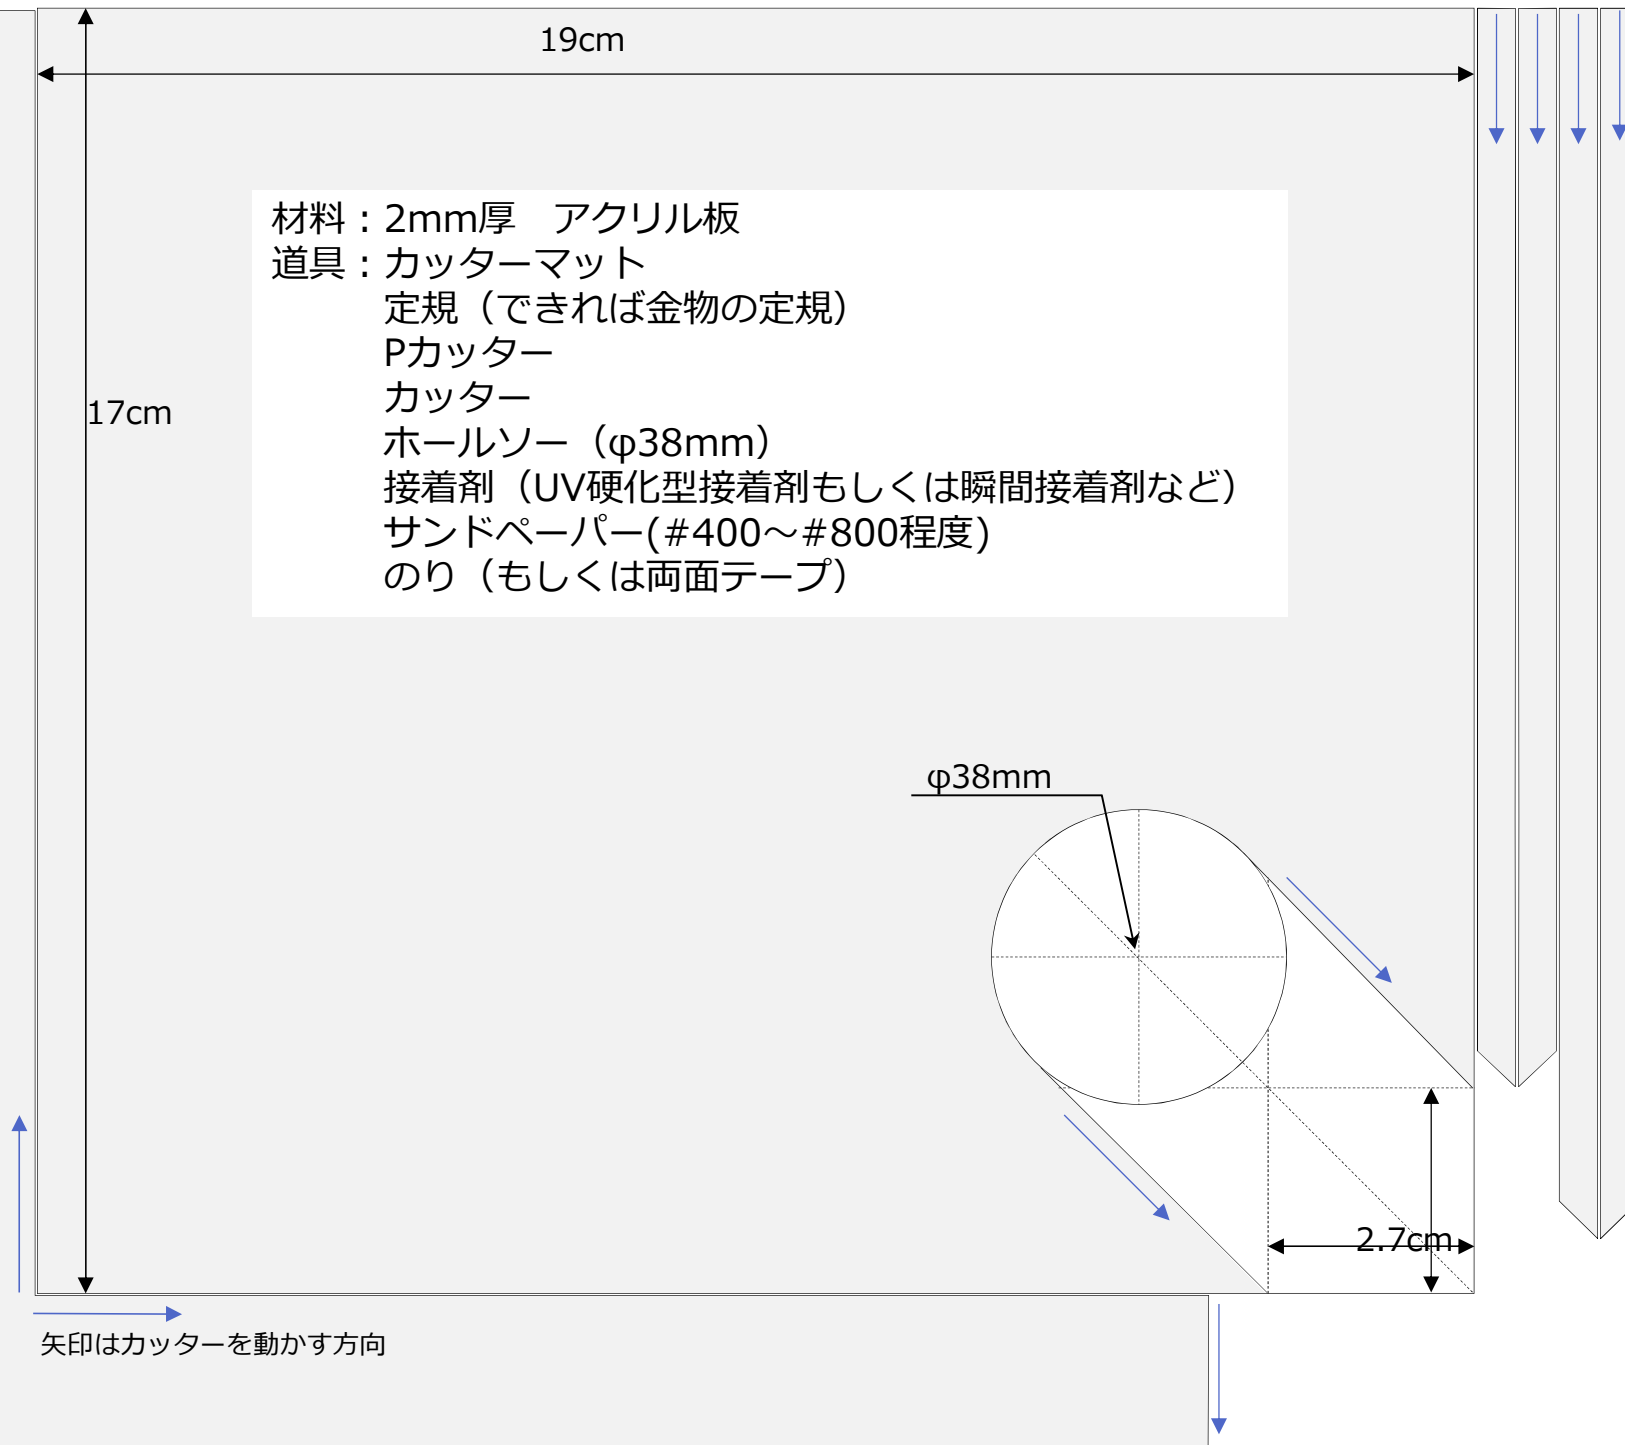 19cm
材料：2mm厚　アクリル板
道具：カッターマット
定規（できれば金物の定規）
Pカッター
カッター
17cm
ホールソー（φ38mm）
接着剤（UV硬化型接着剤もしくは瞬間接着剤など）
サンドペーパー(#400～#800程度)
のり（もしくは両面テープ）
φ38mm
2.7cm
矢印はカッターを動かす方向